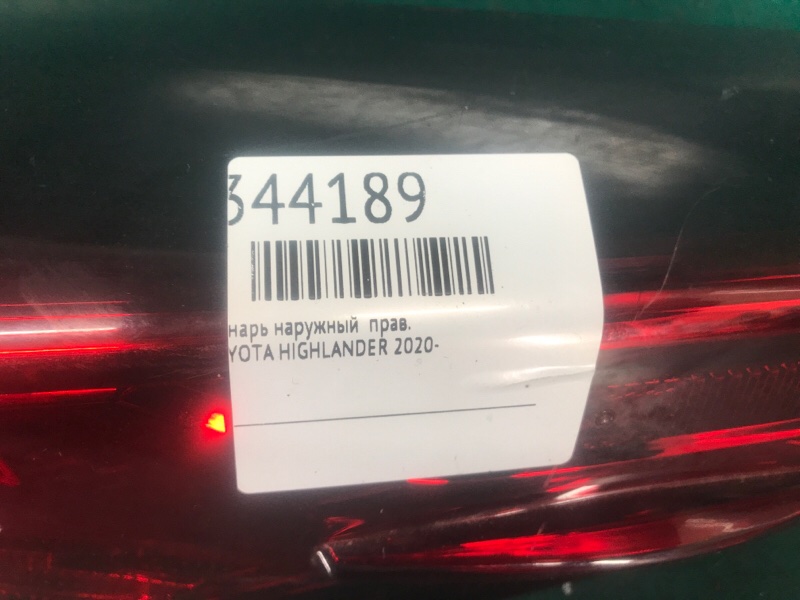 344189
нарь наружный прав.
YOTA HIGHLANDER 2020-